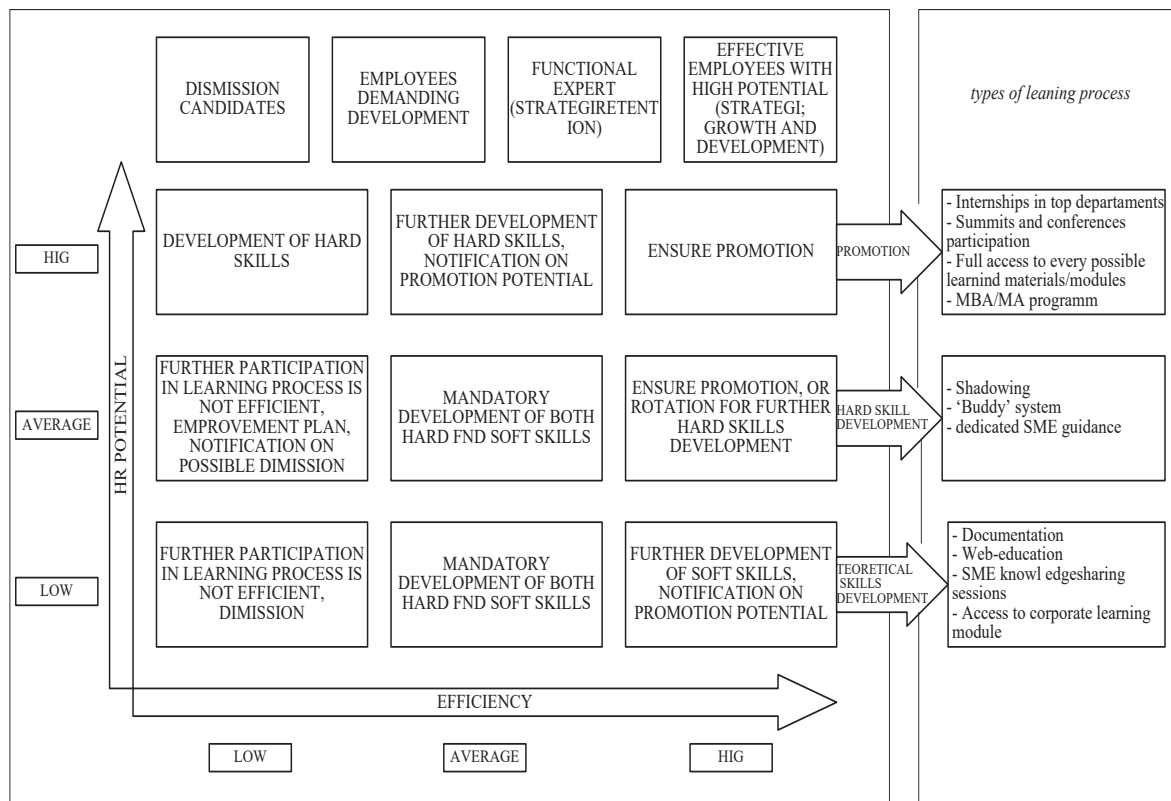 DISMISSION
CANDIDATES
EMPLOYEES
DEMANDING
DEVELOPMENT
FUNCTIONAL
EXPERT
(STRATEGIRETENT
ION)
EFFECTIVE
EMPLOYEES WITH
HIGH POTENTIAL
(STRATEGI;
GROWTH AND
DEVELOPMENT)
types of leaning process
HR POTENTIAL
HIG
DEVELOPMENT OF HARD
SKILLS
FURTHER DEVELOPMENT
OF HARD SKILLS,
NOTIFICATION ON
PROMOTION POTENTIAL
ENSURE PROMOTION
PROMOTION
- Internships in top departaments
- Summits and conferences
participation
- Full access to every possible
learnind materials/modules
- MBA/MA programm
AVERAGE
FURTHER PARTICIPATION
IN LEARNING PROCESS IS
NOT EFFICIENT,
EMPROVEMENT PLAN,
NOTIFICATION ON
POSSIBLE DIMISSION
MANDATORY
DEVELOPMENT OF BOTH
HARD FND SOFT SKILLS
ENSURE PROMOTION, OR
ROTATION FOR FURTHER
HARD SKILLS
DEVELOPMENT
HARD SKILL
DEVELOPMENT
- Shadowing
- ‘Buddy’ system
- dedicated SME guidance
LOW
FURTHER PARTICIPATION
IN LEARNING PROCESS IS
NOT EFFICIENT,
DIMISSION
MANDATORY
DEVELOPMENT OF BOTH
HARD FND SOFT SKILLS
FURTHER DEVELOPMENT
OF SOFT SKILLS,
NOTIFICATION ON
PROMOTION POTENTIAL
TEORETICAL
SKILLS
DEVELOPMENT
- Documentation
- Web-education
- SME knowl edgesharing
sessions
- Access to corporate learning
module
EFFICIENCY
LOW
AVERAGE
HIG